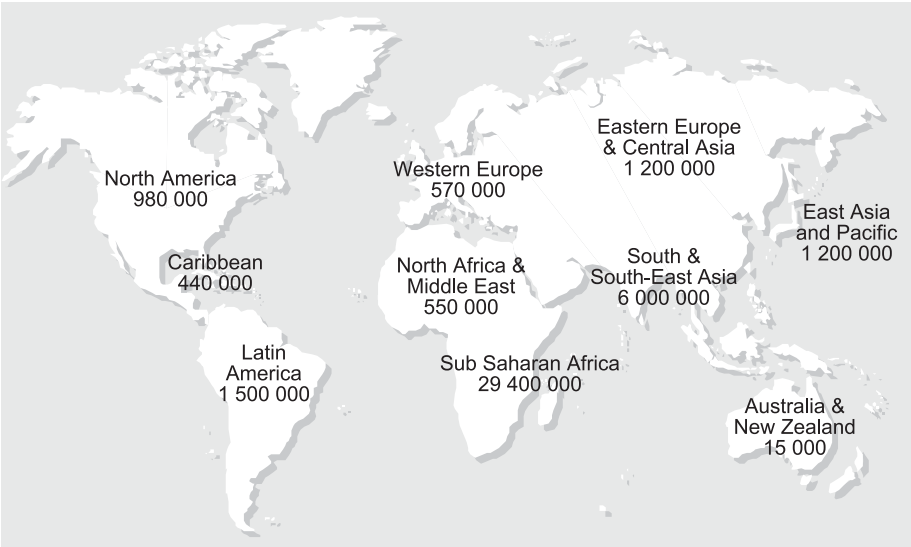 Eastern Europe
& Central Asia
1 200 000
Western Europe
570 000
North America
980 000
East Asia
and Pacific
1 200 000
Caribbean
440 000
North Africa &
Middle East
550 000
South &
South-East Asia
6 000 000
Latin
America
1 500 000
Sub Saharan Africa
29 400 000
Australia &
New Zealand
15 000